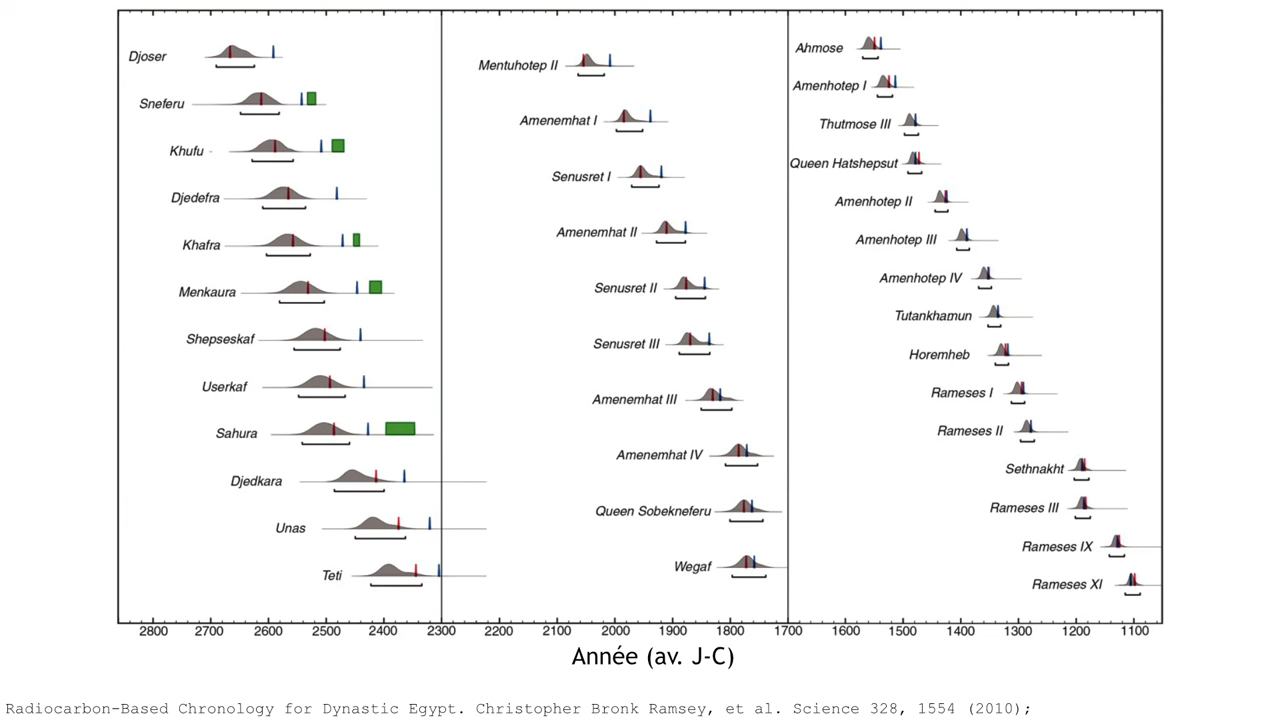 Djoser
Sneferu
Khufu
Djedefra
Khafra
Menkaura
Shepseskaf
Userkaf
Sahura
Djedkara
Unas
Teti
Mentuhotep II
Amenemhat I
Senusret I
Amenemhat II
Senusret II
Senusret III
Amenemhat III
Amenemhat IV
Queen Sobekneferu
Wegaf
Ahmose
Amenhotep I
Thutmose III
Queen Hatshepsut
Amenhotep II
Amenhotep III
Amenhotep IV
Tutankhamun
Horemheb
Rameses I
Rameses II
Sethnakht
Rameses III
Rameses IX
Rameses XI
2800 2700 2600 2500 2400 2300 2200 2100 2000 1900 1800 1700 1600 1500 1400 1300 1200 1100
Année (av. J-C)
Radiocarbon-Based Chronology for Dynastic Egypt. Christopher Bronk Ramsey, et al. Science 328, 1554 (2010);